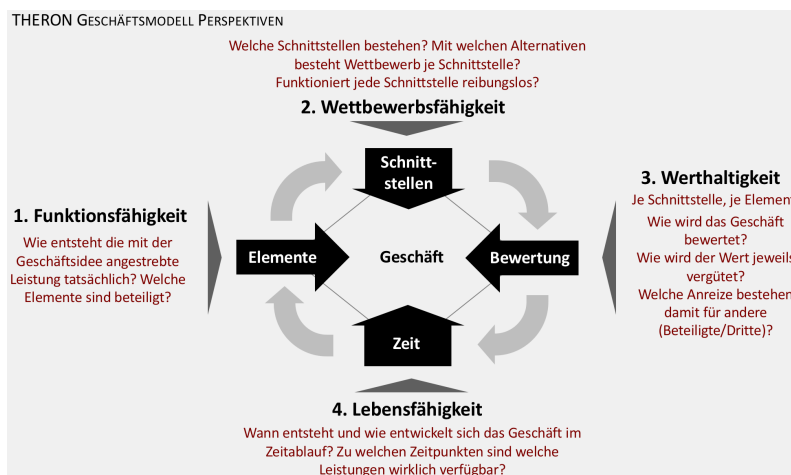 THERON GESCHÄFTSMODELL PERSPEKTIVEN
Welche Schnittstellen bestehen? Mit welchen Alternativen
besteht Wettbewerb je Schnittstelle?
Funktioniert jede Schnittstelle reibungslos?
2. Wettbewerbsfähigkeit
Schnitt-
stellen
1. Funktionsfähigkeit
Wie entsteht die mit der
Geschäftsidee angestrebte
Leistung tatsächlich? Welche
Elemente sind beteiligt?
Elemente
Geschäft
Bewertung
3. Werthaltigkeit
Je Schnittstelle, je Element
Wie wird das Geschäft
bewertet?
Wie wird der Wert jeweils
vergütet?
Welche Anreize bestehen
damit für andere
(Beteiligte/Dritte)?
Zeit
4. Lebensfähigkeit
Wann entsteht und wie entwickelt sich das Geschäft im
Zeitablauf? Zu welchen Zeitpunkten sind welche
Leistungen wirklich verfügbar?